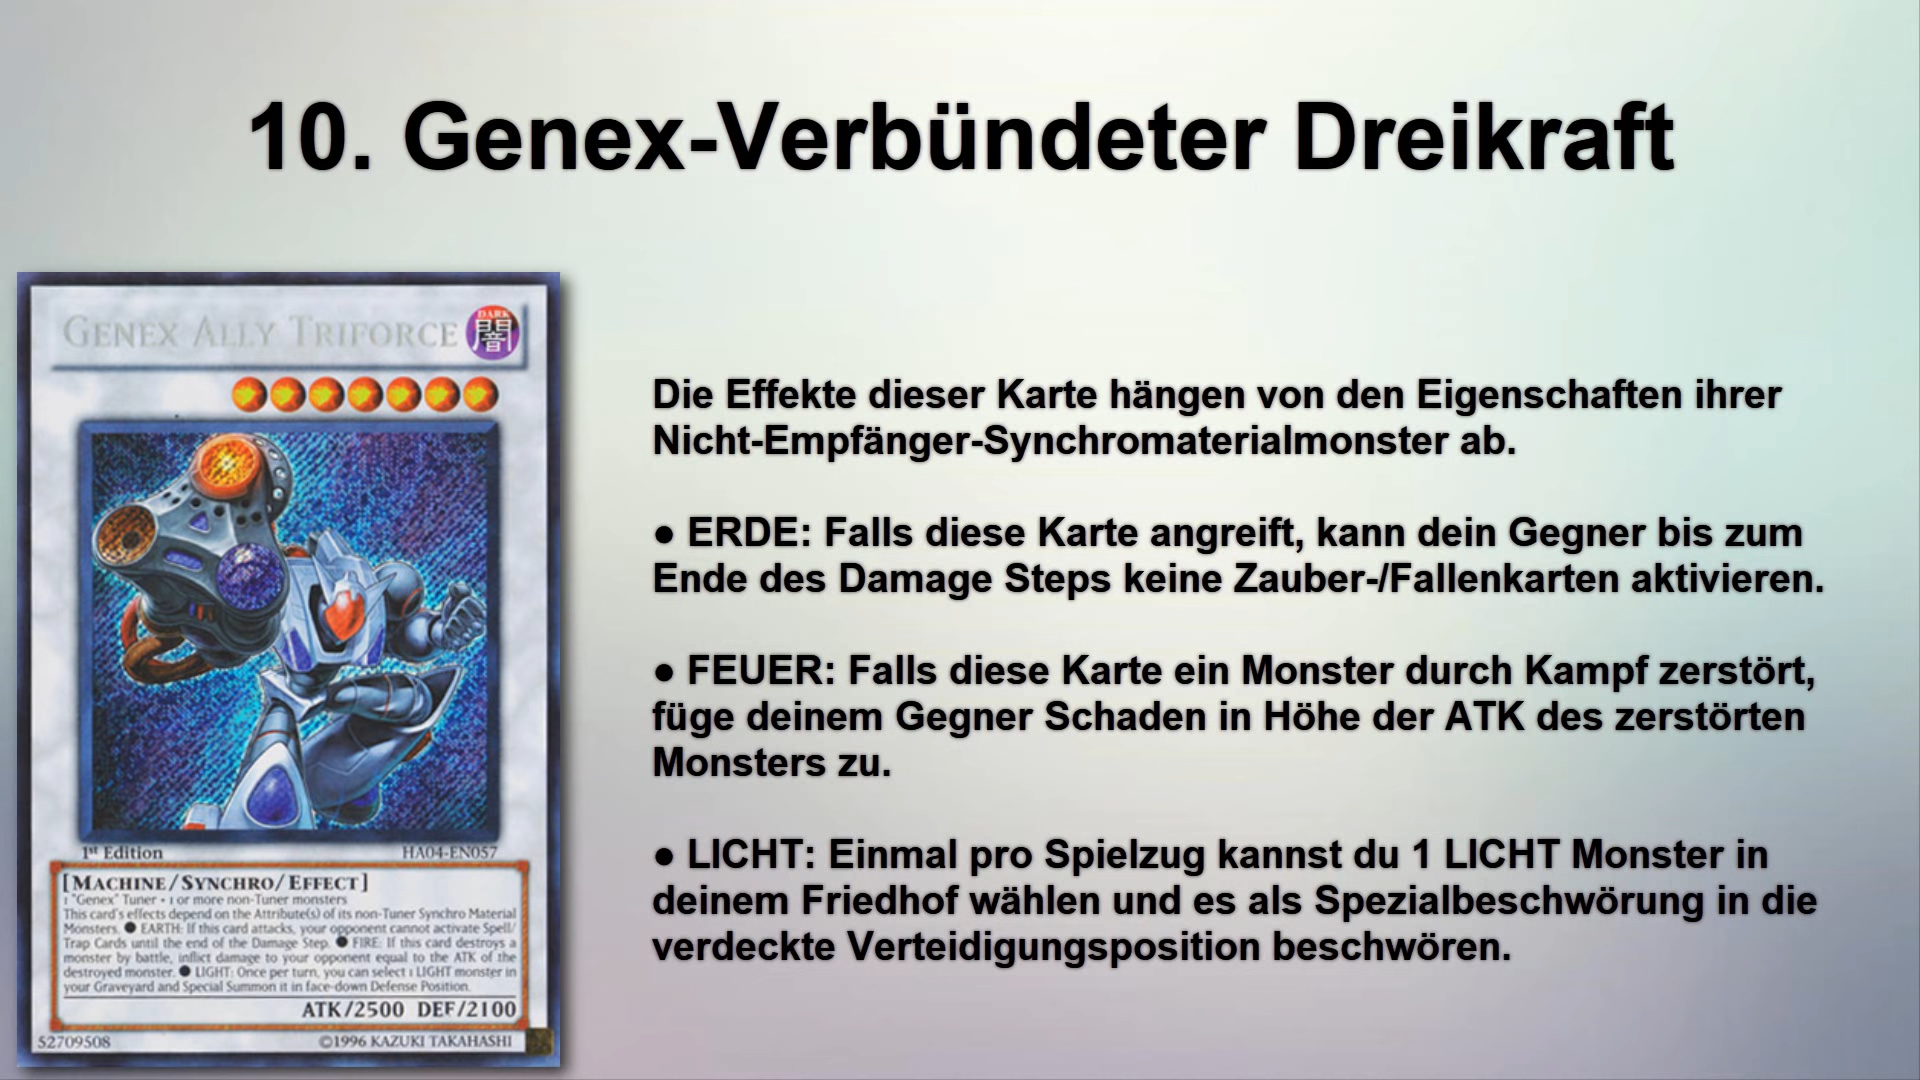 10. Genex-Verbündeter Dreikraft
GENEX ALLY TRIFORCE
DARK
闇
1st Edition
HA04-EN057
[MACHINE/SYNCHRO/EFFECT]
1 "Genex" Tuner + 1 or more non-Tuner monsters
This card's effects depend on the Attribute(s) of its non-Tuner Synchro Material
Monsters. ● EARTH: If this card attacks, your opponent cannot activate Spell/
Trap Cards until the end of the Damage Step. ● FIRE: If this card destroys a
monster by battle, inflict damage to your opponent equal to the ATK of the
destroyed monster. ● LIGHT: Once per turn, you can select 1 LIGHT monster in
your Graveyard and Special Summon it in face-down Defense Position.
ATK/2500 DEF/2100
52709508
©1996 KAZUKI TAKAHASHI
Die Effekte dieser Karte hängen von den Eigenschaften ihrer
Nicht-Empfänger-Synchromaterialmonster ab.
● ERDE: Falls diese Karte angreift, kann dein Gegner bis zum
Ende des Damage Steps keine Zauber-/Fallenkarten aktivieren.
● FEUER: Falls diese Karte ein Monster durch Kampf zerstört,
füge deinem Gegner Schaden in Höhe der ATK des zerstörten
Monsters zu.
● LICHT: Einmal pro Spielzug kannst du 1 LICHT Monster in
deinem Friedhof wählen und es als Spezialbeschwörung in die
verdeckte Verteidigungsposition beschwören.